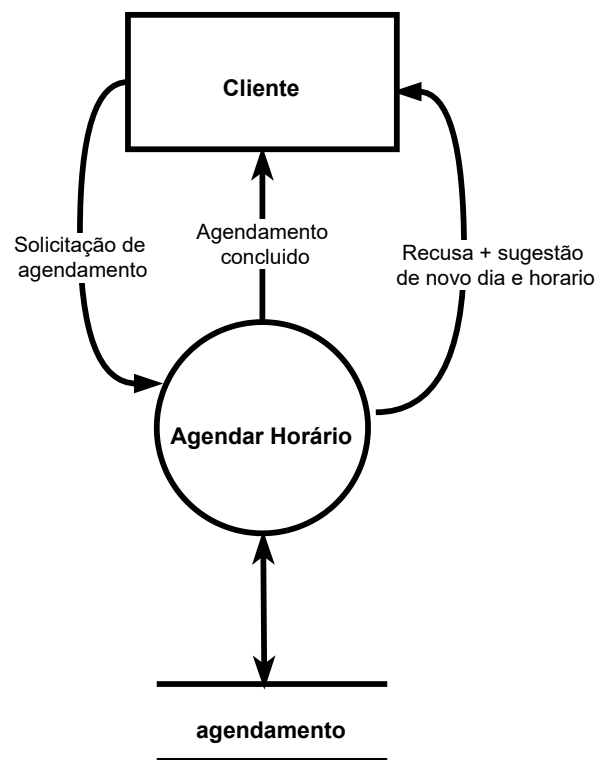 Cliente
Solicitação de
agendamento
Agendamento
concluido
Recusa + sugestão
de novo dia e horario
Agendar Horário
agendamento